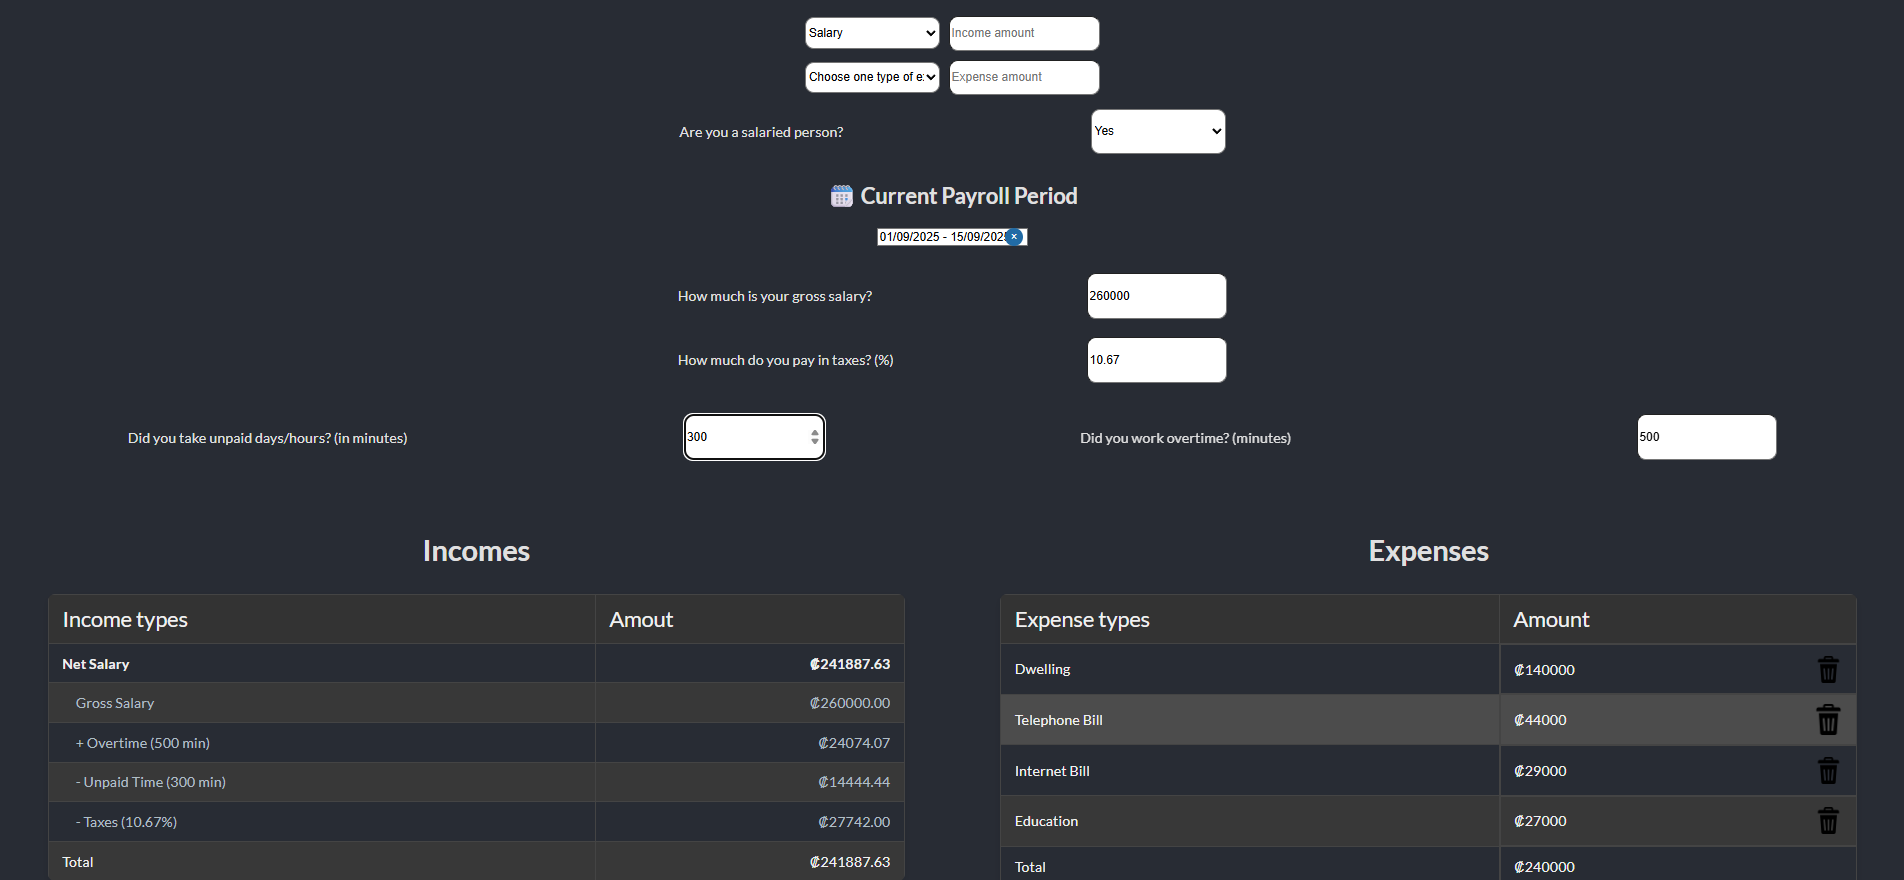 Salary Income amount
Choose one type of e Expense amount
Are you a salaried person? Yes
Current Payroll Period
01/09/2025 - 15/09/202
How much is your gross salary? 260000
How much do you pay in taxes? (%) 10.67
Did you take unpaid days/hours? (in minutes) 300 Did you work overtime? (minutes) 500
Incomes
Income types Amout
Net Salary ₡241887.63
Gross Salary ₡260000.00
+ Overtime (500 min) ₡24074.07
- Unpaid Time (300 min) ₡14444.44
- Taxes (10.67%) ₡27742.00
Total ₡241887.63
Expenses
Expense types Amount
Dwelling ₡140000
Telephone Bill ₡44000
Internet Bill ₡29000
Education ₡27000
Total ₡240000